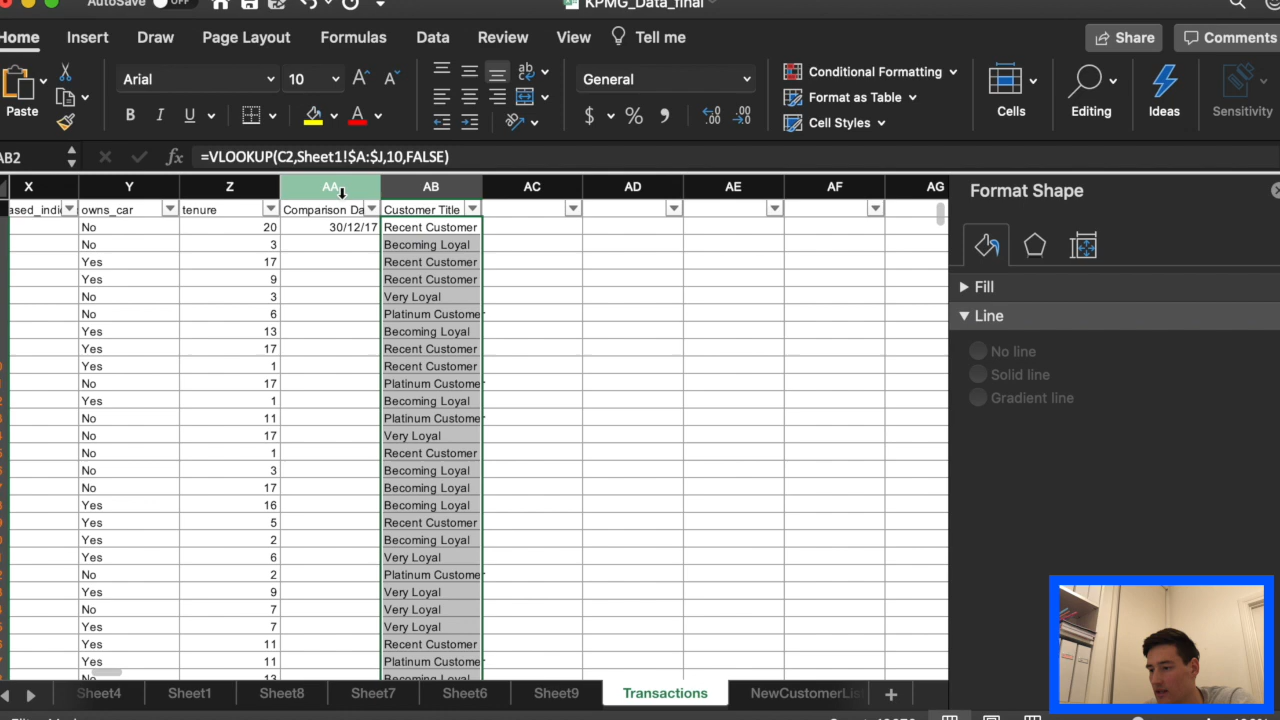 AutoSave OFF KPMG_Data_final
Home Insert Draw Page Layout Formulas Data Review View Tell me Share Comments
Arial 10 A A ab General $ % Conditional Formatting
Format as Table
Cell Styles
Paste B I U A Cells Editing Ideas Sensitivity
AB2 fx =VLOOKUP(C2,Sheet1!$A:$J,10,FALSE)
X Y Z AA AB AC AD AE AF AG
ased_indi owns_car tenure Comparison Da Customer Title
No 20 30/12/17 Recent Customer
No 3 Becoming Loyal
Yes 17 Recent Customer
Yes 9 Recent Customer
No 3 Very Loyal
No 6 Platinum Custome
Yes 13 Becoming Loyal
Yes 17 Recent Customer
Yes 1 Recent Customer
No 17 Platinum Custome
Yes 1 Becoming Loyal
No 11 Platinum Custome
No 17 Very Loyal
No 1 Recent Customer
No 3 Becoming Loyal
No 17 Becoming Loyal
Yes 16 Becoming Loyal
Yes 5 Recent Customer
Yes 2 Becoming Loyal
Yes 6 Very Loyal
No 2 Platinum Custome
Yes 9 Very Loyal
No 7 Very Loyal
Yes 7 Very Loyal
Yes 11 Recent Customer
Yes 11 Platinum Custome
No 13 Becoming Loyal
Format Shape
Fill
Line
No line
Solid line
Gradient line
Sheet4 Sheet1 Sheet8 Sheet7 Sheet6 Sheet9 Transactions NewCustomerLis